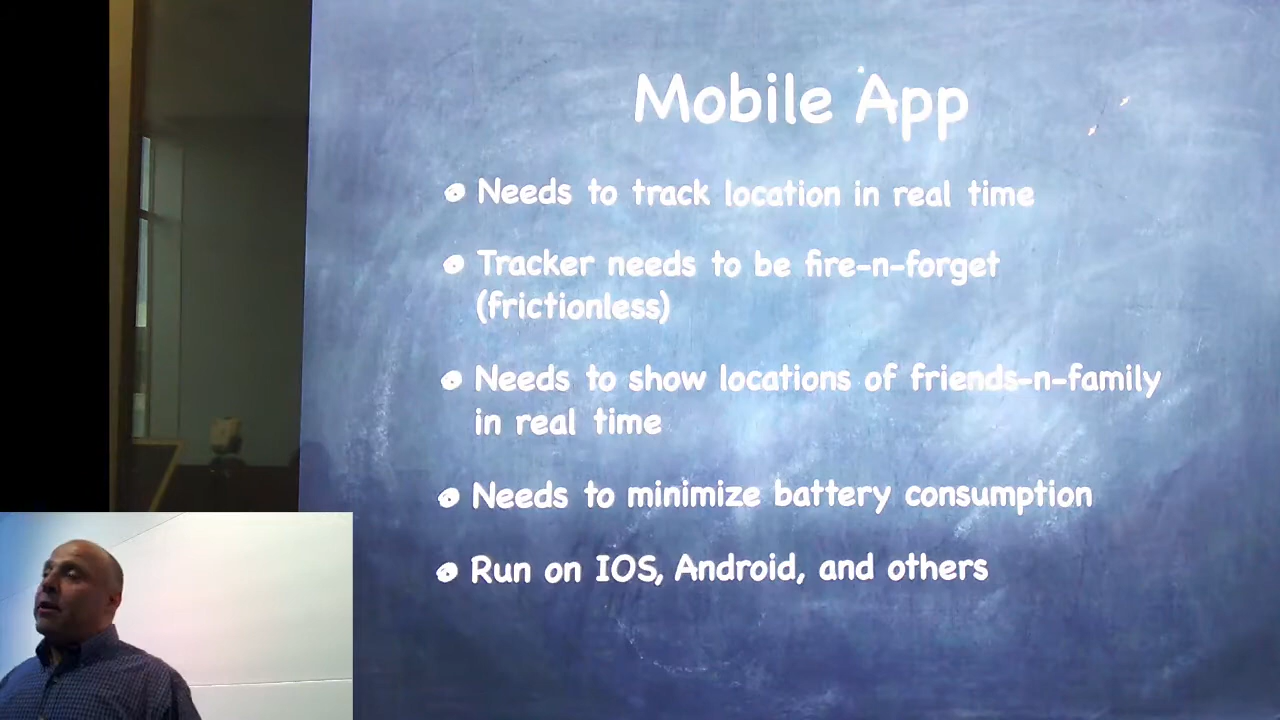 Mobile App
Needs to track location in real time
Tracker needs to be fire-n-forget
(frictionless)
Needs to show locations of friends-n-family
in real time
Needs to minimize battery consumption
Run on IOS, Android, and others